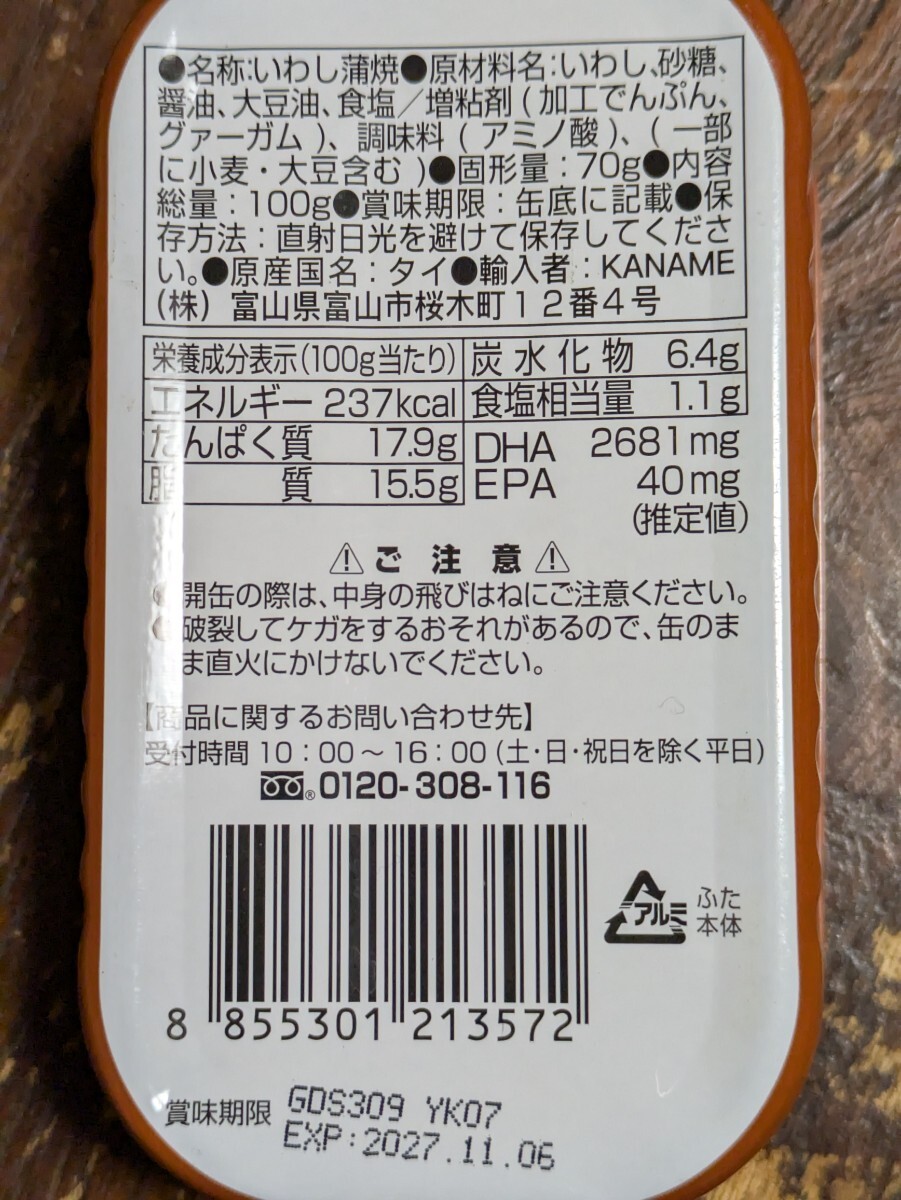 ●名称:いわし蒲焼●原材料名:いわし、砂糖、
醤油、大豆油、食塩／増粘剤(加工でんぷん、
グァーガム)、調味料(アミノ酸)、(一部
に小麦・大豆含む)●固形量:70g●内容
総量:100g●賞味期限:缶底に記載●保
存方法:直射日光を避けて保存してくださ
い。●原産国名:タイ●輸入者:KANAME
(株) 富山県富山市桜木町12番4号
栄養成分表示(100g当たり) 炭水化物 6.4g
エネルギー 237kcal 食塩相当量 1.1g
たんぱく質 17.9g DHA 2681mg
脂質 15.5g EPA 40mg
(推定値)
⚠ご注意⚠
●開缶の際は、中身の飛びはねにご注意ください。
●破裂してケガをするおそれがあるので、缶のま
ま直火にかけないでください。
【商品に関するお問い合わせ先】
受付時間 10:00～16:00(土・日・祝日を除く平日)
®0120-308-116
アルミ ふた
本体
8 855301 213572
賞味期限 GDS309 YK07
EXP:2027.11.06